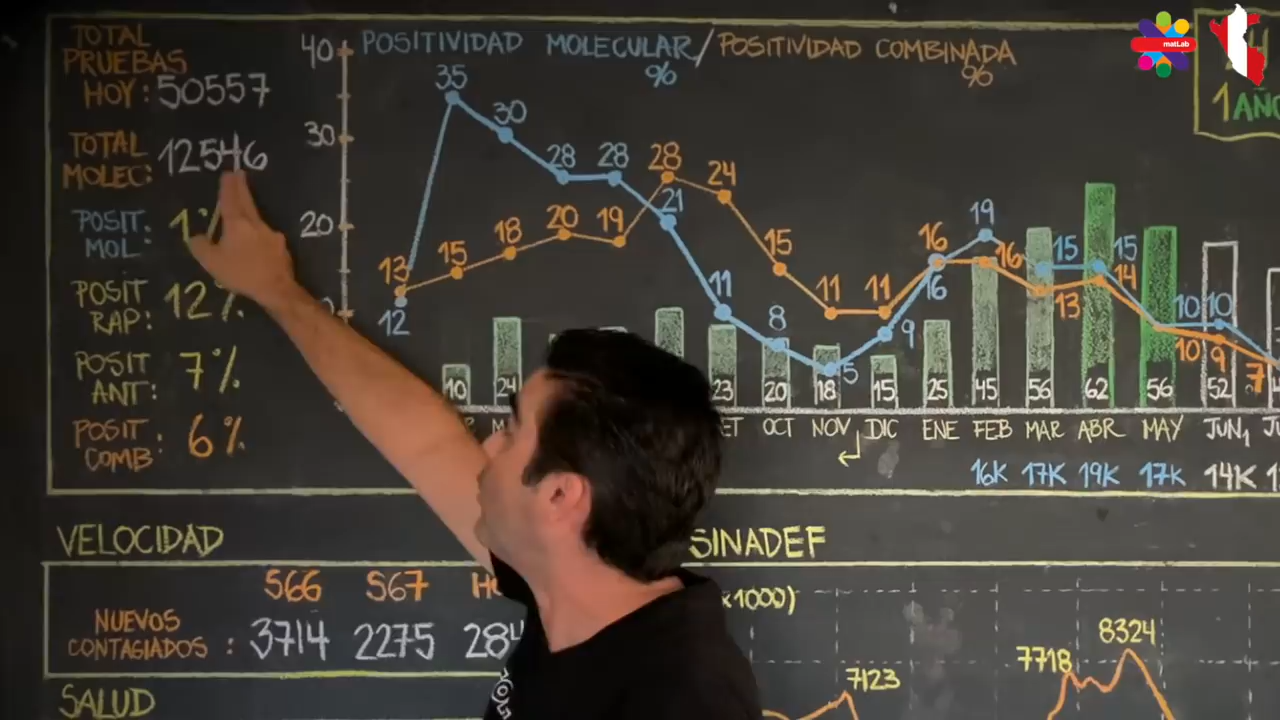 TOTAL
PRUEBAS
HOY: 50557
TOTAL
MOLEC: 12546
POSIT.
MOL: 1%
POSIT
RAP: 12%
POSIT
ANT: 7%
POSIT.
COMB: 6%
POSITIVIDAD MOLECULAR/POSITIVIDAD COMBINADA
% %
40
30
20
35 30 28 28 21 11 8 5 9 16 19 15 15 10 10
12
13 15 18 20 19 28 24 15 11 11 16 16 13 14 10 9 7
10 24 23 20 18 15 25 45 56 62 56 52
OCT NOV DIC ENE FEB MAR ABR MAY JUN
16K 17K 19K 17K 14K
matLab
1 AÑO
VELOCIDAD
566 567
NUEVOS
CONTAGIADOS: 3714 2275
SALUD
SINADEF
x1000)
7123 7718 8324